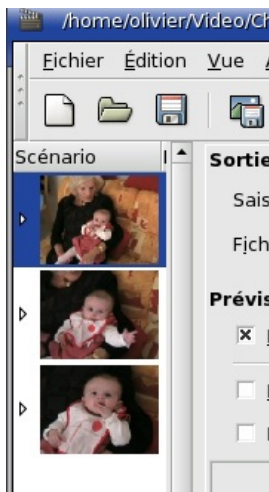 /home/olivier/Video/Ch
Fichier Édition Vue
Scénario
Sortie
Sais
Fich
Prévis